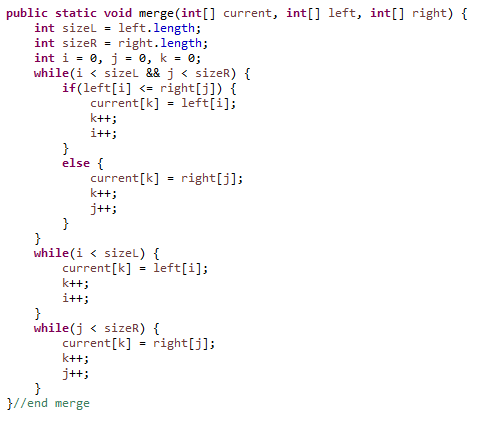 public static void merge(int[] current, int[] left, int[] right) {
    int sizeL = left.length;
    int sizeR = right.length;
    int i = 0, j = 0, k = 0;
    while(i < sizeL && j < sizeR) {
        if(left[i] <= right[j]) {
            current[k] = left[i];
            k++;
            i++;
        }
        else {
            current[k] = right[j];
            k++;
            j++;
        }
    }
    while(i < sizeL) {
        current[k] = left[i];
        k++;
        i++;
    }
    while(j < sizeR) {
        current[k] = right[j];
        k++;
        j++;
    }
}//end merge